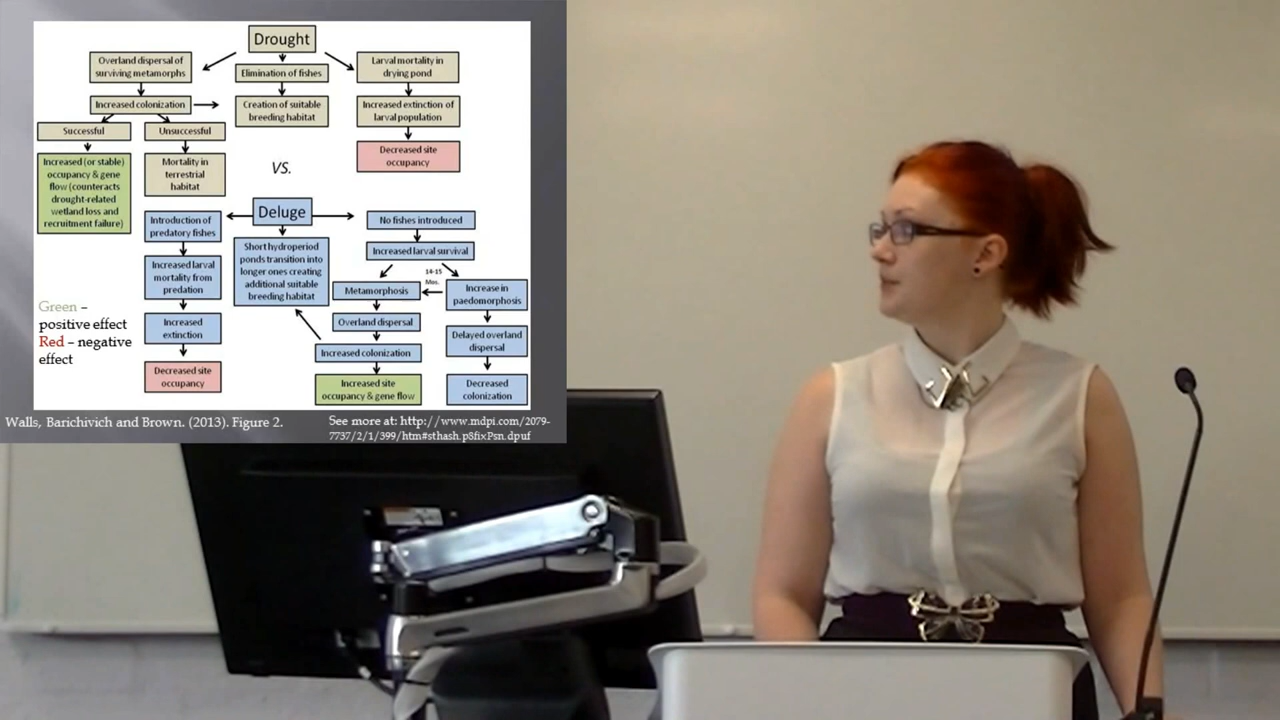 Drought
Overland dispersal of
surviving metamorphs
Elimination of fishes
Larval mortality in
drying pond
Increased colonization
Creation of suitable
breeding habitat
Increased extinction of
larval population
Successful
Unsuccessful
Decreased site
occupancy
Increased (or stable)
occupancy & gene
flow (counteracts
drought-related
wetland loss and
recruitment failure)
Mortality in
terrestrial
habitat
VS.
Deluge
Introduction of
predatory fishes
No fishes introduced
Short hydroperiod
ponds transition into
longer ones creating
additional suitable
breeding habitat
Increased larval survival
Increased larval
mortality from
predation
14-15
Mos.
Metamorphosis
Increase in
paedomorphosis
Increased
extinction
Overland dispersal
Delayed overland
dispersal
Increased colonization
Decreased site
occupancy
Increased site
occupancy & gene flow
Decreased
colonization
Green –
positive effect
Red – negative
effect
Walls, Barichivich and Brown. (2013). Figure 2.
See more at: http://www.mdpi.com/2079-
7737/2/1/399/htm#sthash.p8fixPsn.dpuf